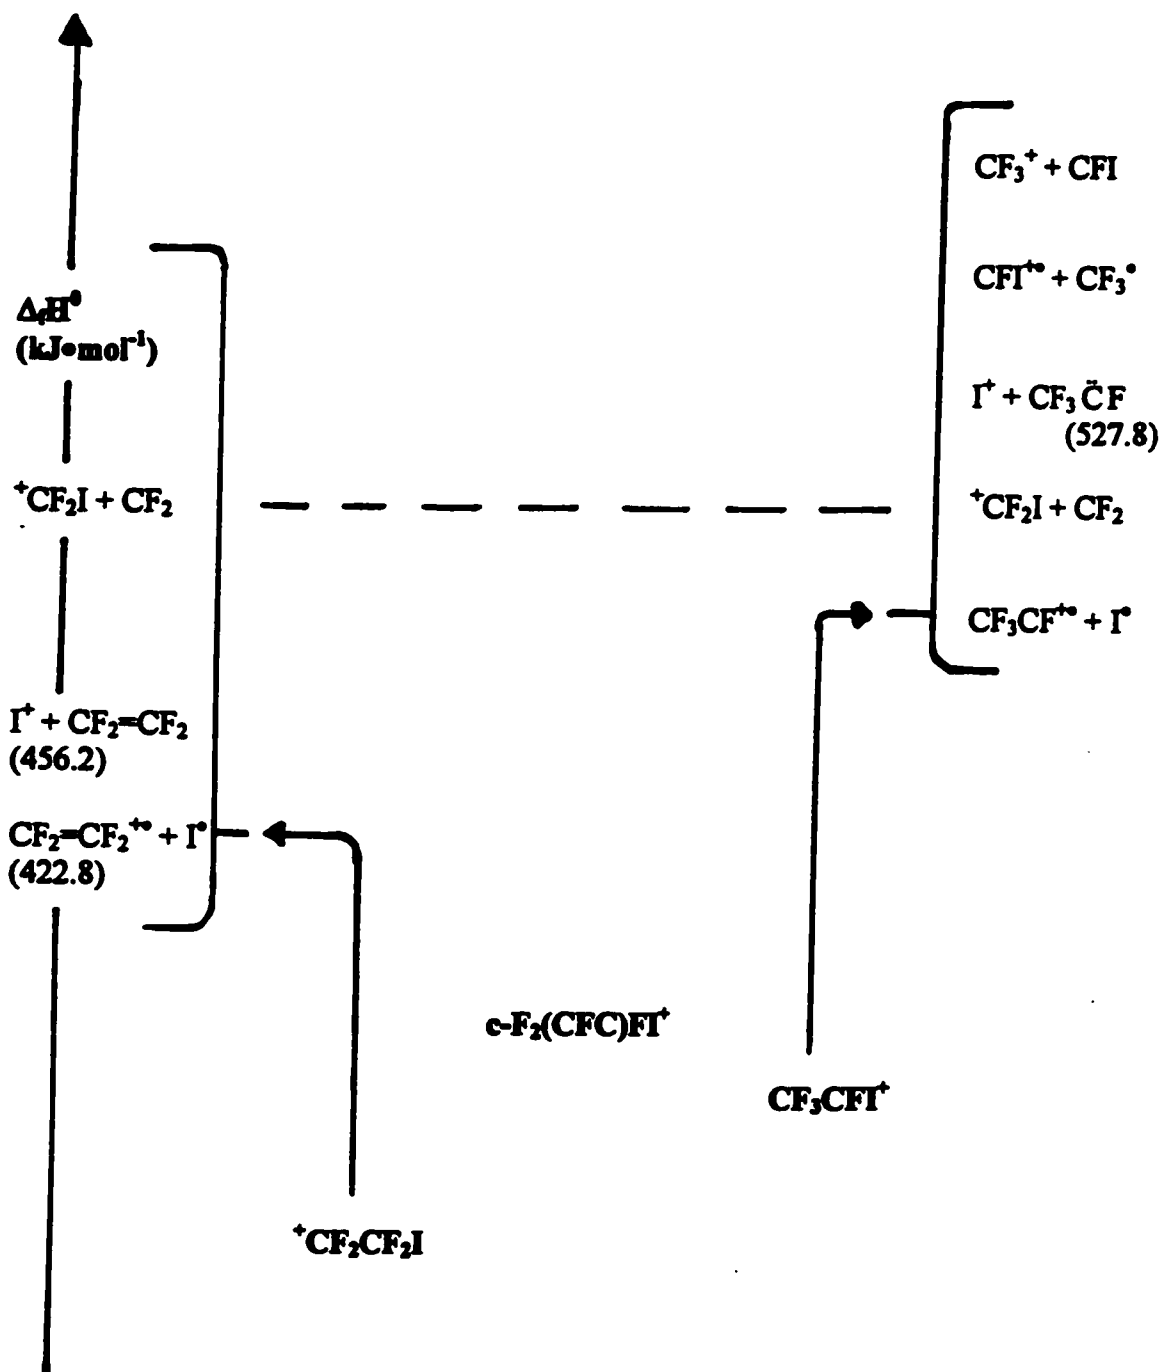 CF₃⁺ + CFI
CFI⁺• + CF₃•
ΔfH⁰
(kJ•mol⁻¹)
I⁺ + CF₃C̈F
(527.8)
⁺CF₂I + CF₂
⁺CF₂I + CF₂
CF₃CF⁺• + I•
I⁺ + CF₂=CF₂
(456.2)
CF₂=CF₂⁺• + I•
(422.8)
c-F₂(CFC)FI⁺
CF₃CFI⁺
⁺CF₂CF₂I